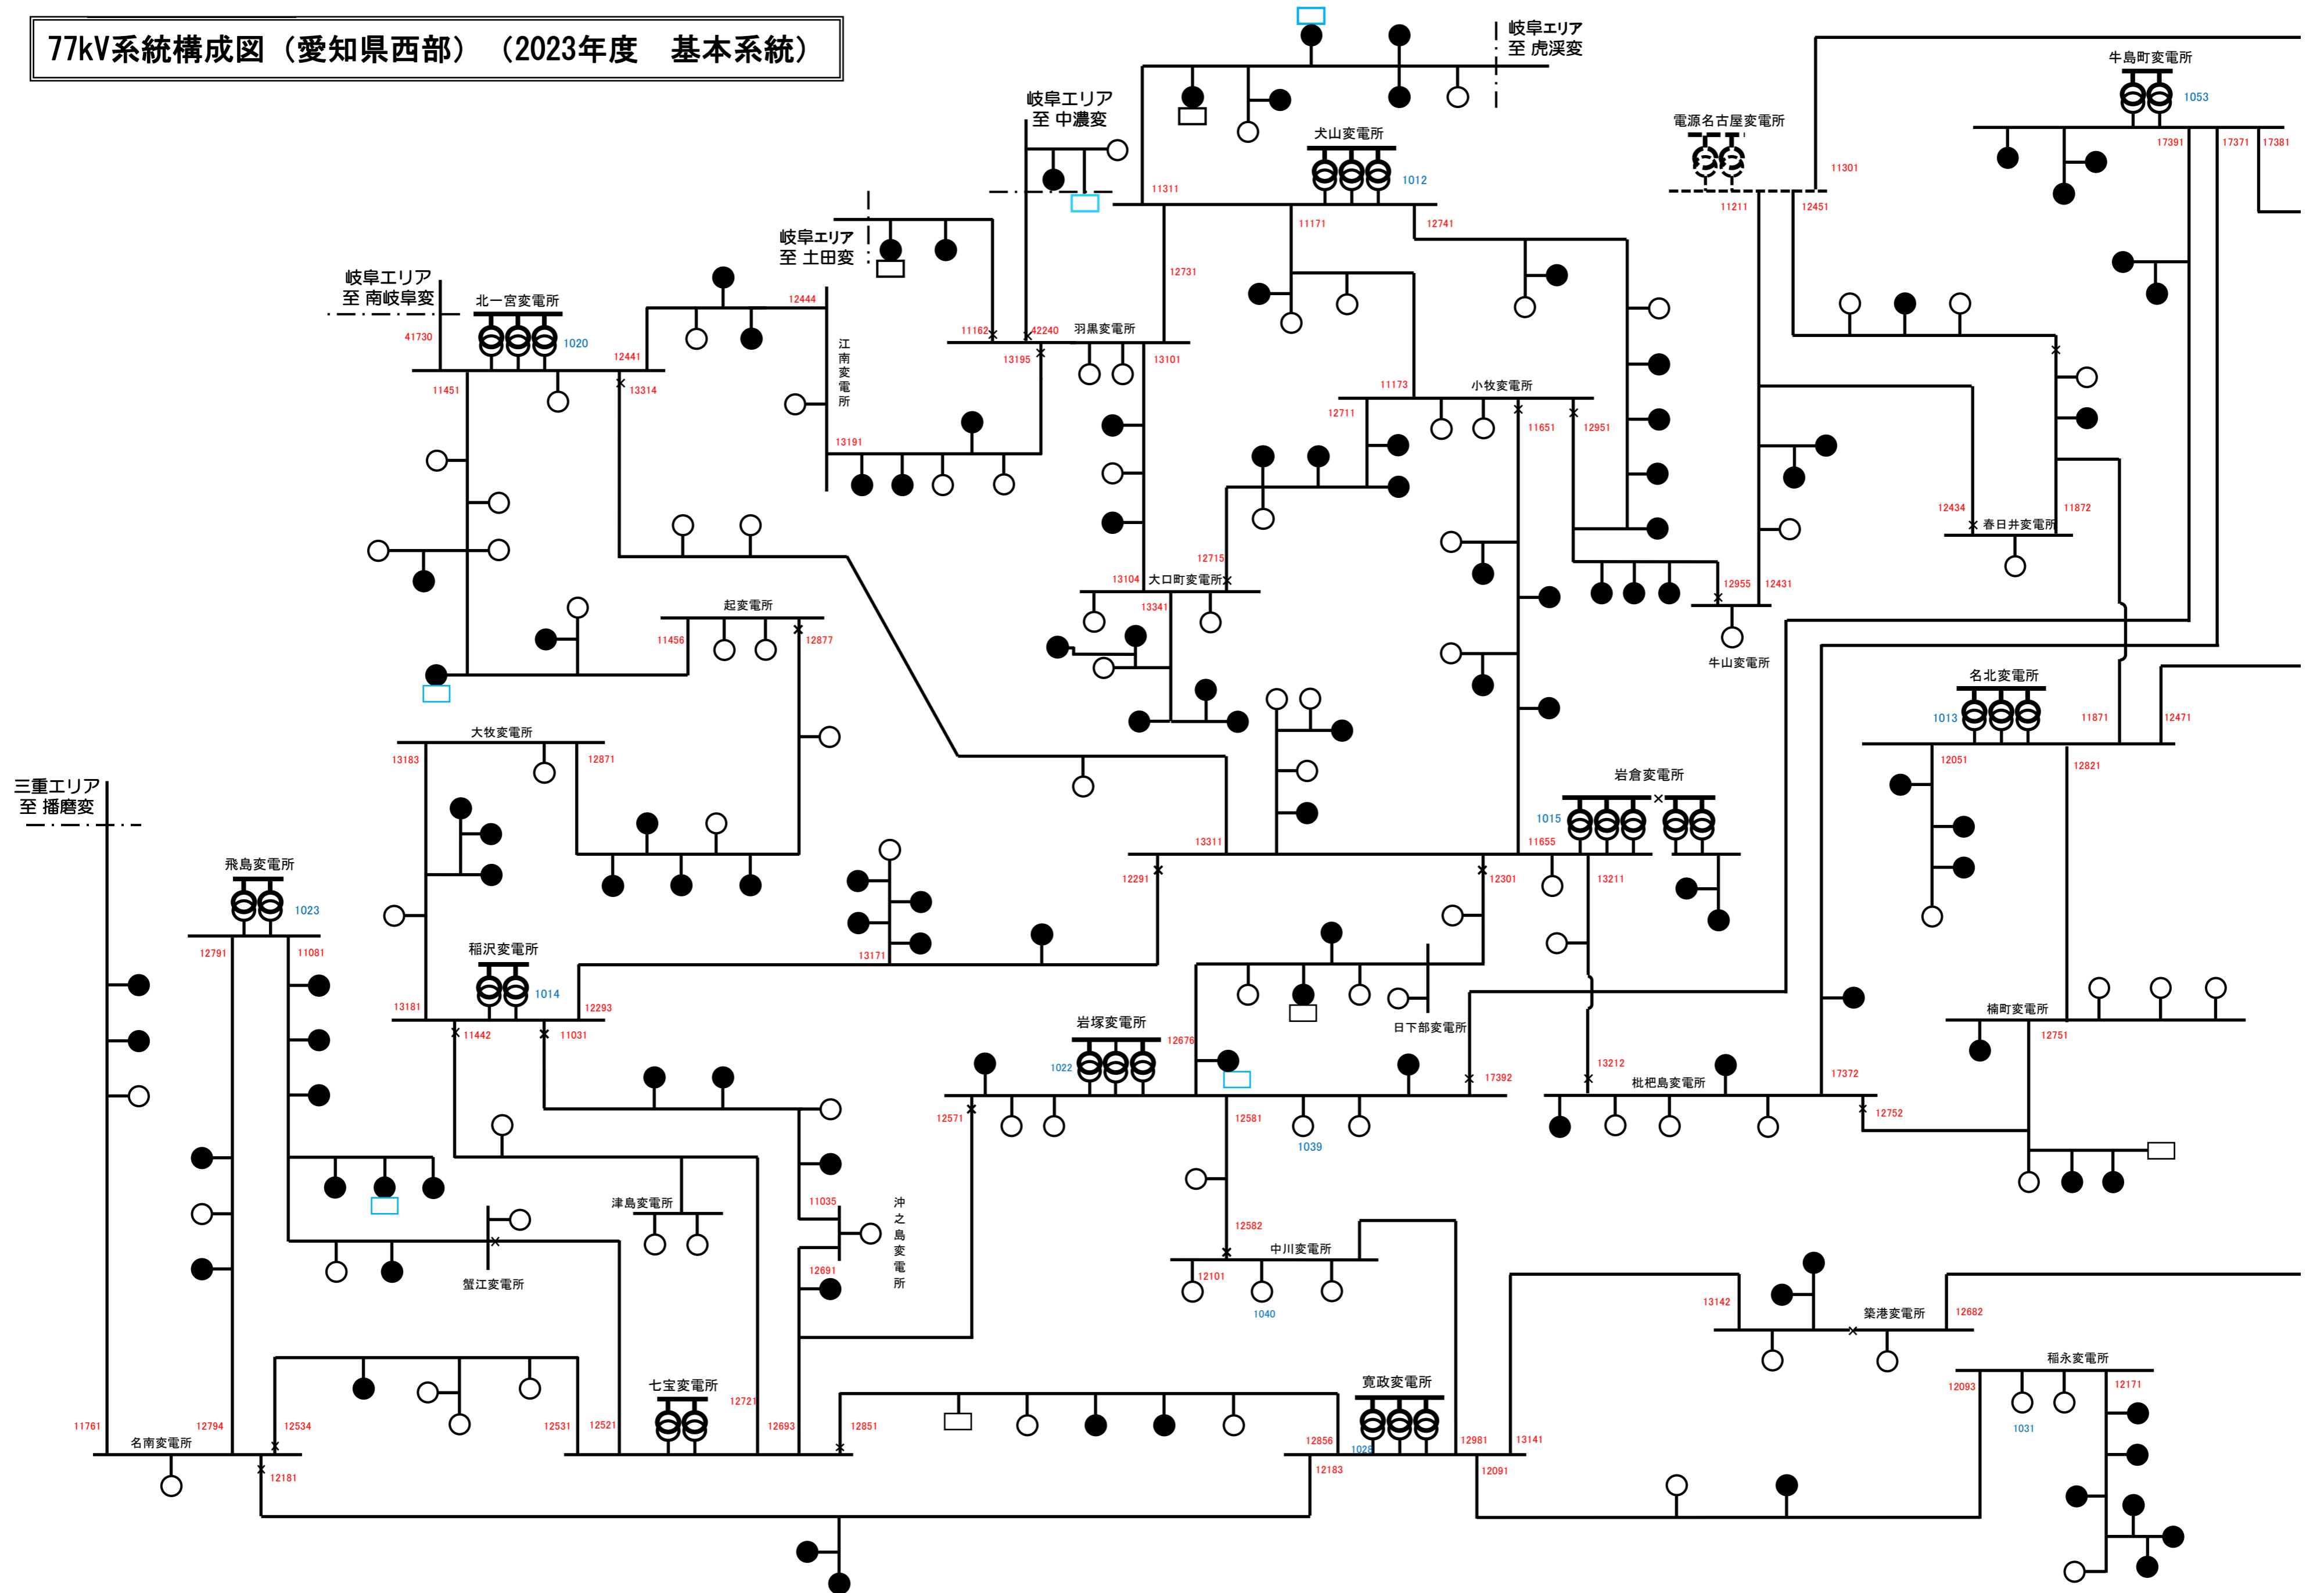 77kV系統構成図（愛知県西部）（2023年度　基本系統）
岐阜エリア
至 虎渓変
牛島町変電所
1053
岐阜エリア
至 中濃変
犬山変電所
電源名古屋変電所
17391
17371
17381
11301
1012
11311
11211
12451
11171
12741
岐阜エリア
至 土田変
12731
岐阜エリア
至 南岐阜変
北一宮変電所
12444
11162
42240
羽黒変電所
41730
1020
12441
13195
13101
江南変電所
11451
13314
11173
小牧変電所
12711
11651
12951
13191
12434
11872
春日井変電所
12715
13104
大口町変電所
12955
12431
13341
起変電所
11456
12877
牛山変電所
名北変電所
1013
11871
12471
大牧変電所
13183
12871
12051
12821
三重エリア
至 播磨変
岩倉変電所
1015
13311
11655
飛島変電所
12291
12301
13211
1023
12791
11081
稲沢変電所
13171
1014
13181
12293
11442
11031
岩塚変電所
12676
日下部変電所
楠町変電所
12751
1022
13212
17392
枇杷島変電所
17372
12752
12571
12581
1039
津島変電所
11035
沖之島変電所
12582
中川変電所
12691
12101
蟹江変電所
1040
13142
築港変電所
12682
稲永変電所
七宝変電所
寛政変電所
12093
12171
12721
11761
12794
12534
12531
12521
12693
12851
1031
名南変電所
12856
1028
12981
13141
12181
12183
12091